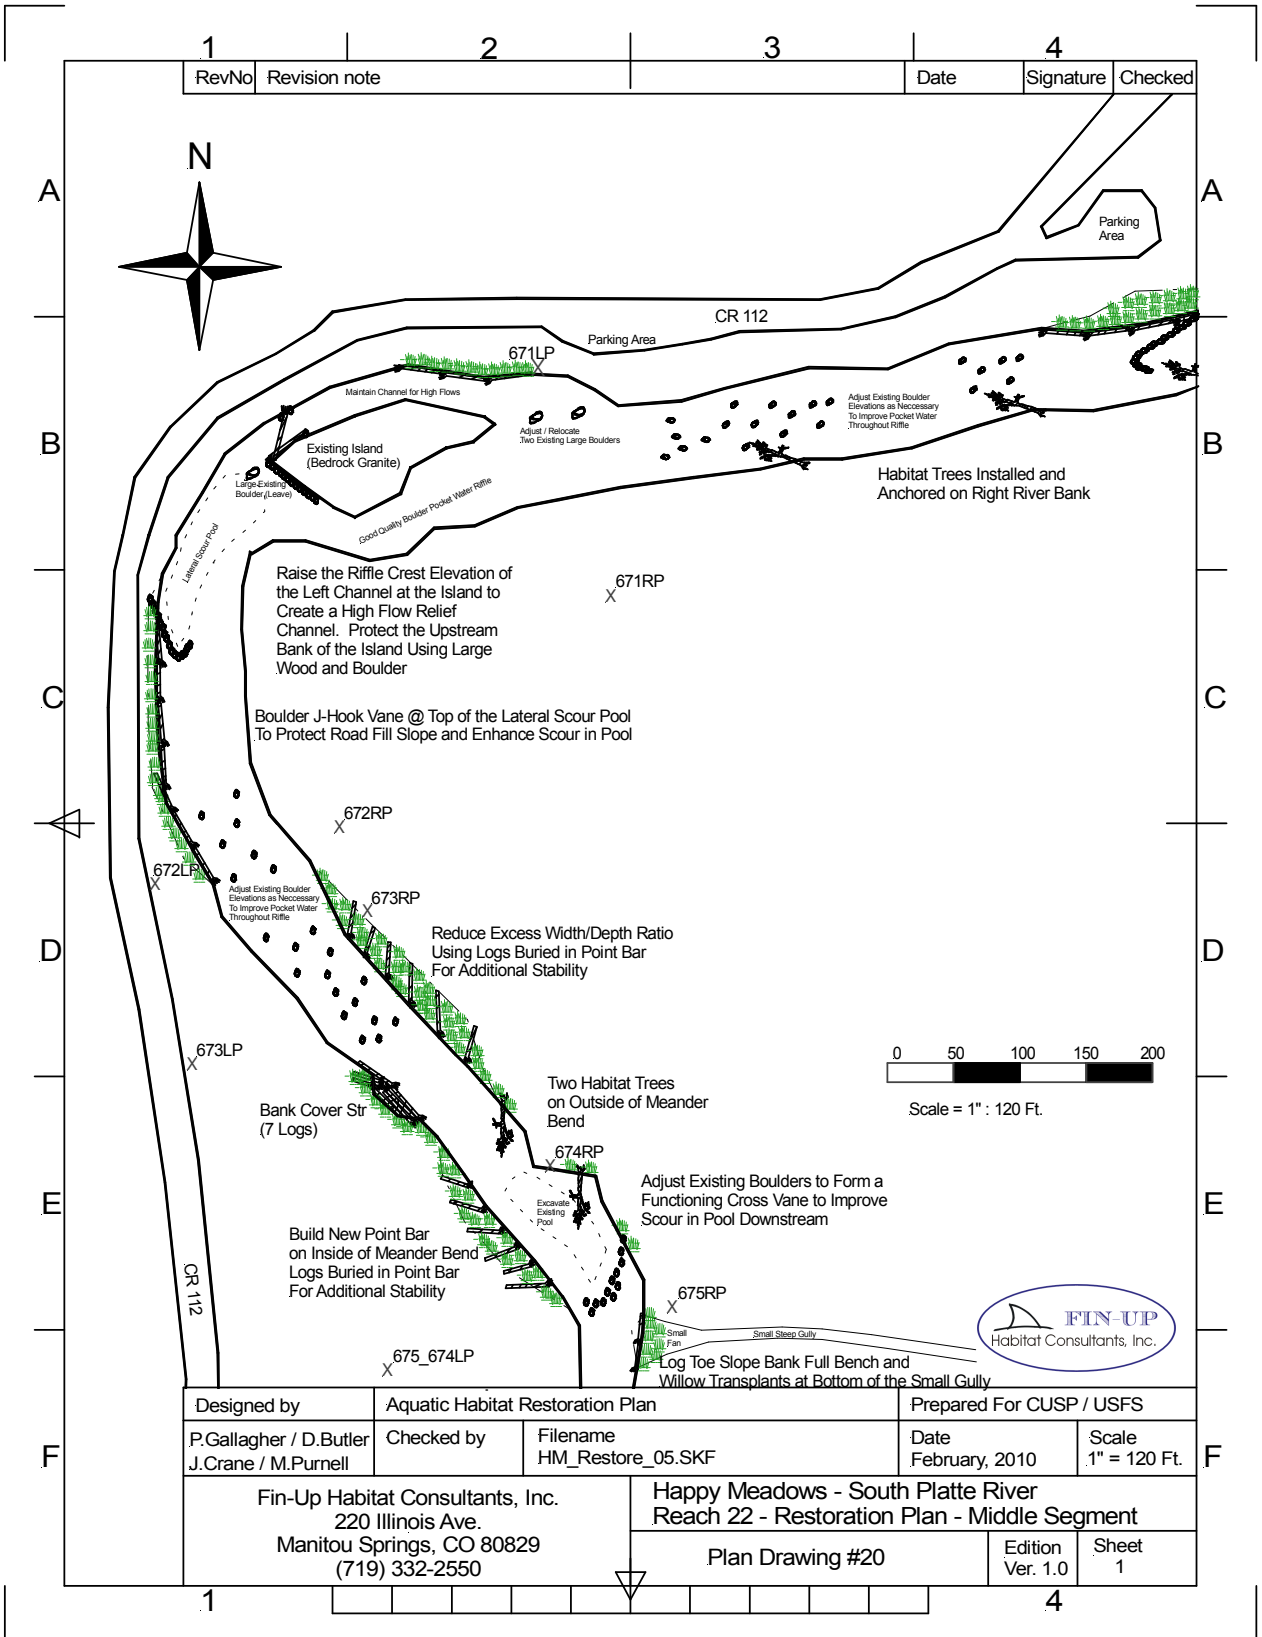 1 2 3 4
RevNo Revision note Date Signature Checked
N
A A
Parking
Area
CR 112
Parking Area
671LP
Maintain Channel for High Flows
Adjust / Relocate
Two Existing Large Boulders
Adjust Existing Boulder
Elevations as Neccessary
To Improve Pocket Water
Throughout Riffle
B B
Existing Island
(Bedrock Granite)
Large Existing
Boulder (Leave)
Good Quality Boulder Pocket Water Riffle
Lateral Scour Pool
Habitat Trees Installed and
Anchored on Right River Bank
Raise the Riffle Crest Elevation of
the Left Channel at the Island to
Create a High Flow Relief
Channel. Protect the Upstream
Bank of the Island Using Large
Wood and Boulder
671RP
C C
Boulder J-Hook Vane @ Top of the Lateral Scour Pool
To Protect Road Fill Slope and Enhance Scour in Pool
672RP
672LP
Adjust Existing Boulder
Elevations as Neccessary
To Improve Pocket Water
Throughout Riffle
673RP
Reduce Excess Width/Depth Ratio
Using Logs Buried in Point Bar
For Additional Stability
D D
673LP
0 50 100 150 200
Scale = 1" : 120 Ft.
Bank Cover Str
(7 Logs)
Two Habitat Trees
on Outside of Meander
Bend
674RP
Adjust Existing Boulders to Form a
Functioning Cross Vane to Improve
Scour in Pool Downstream
E E
Excavate
Existing
Pool
Build New Point Bar
on Inside of Meander Bend
Logs Buried in Point Bar
For Additional Stability
CR 112
675RP
Small
Fan
Small Steep Gully
FIN-UP
Habitat Consultants, Inc.
675_674LP
Log Toe Slope Bank Full Bench and
Willow Transplants at Bottom of the Small Gully
Designed by Aquatic Habitat Restoration Plan Prepared For CUSP / USFS
P.Gallagher / D.Butler
J.Crane / M.Purnell
Checked by
Filename
HM_Restore_05.SKF
Date
February, 2010
Scale
1" = 120 Ft.
F F
Fin-Up Habitat Consultants, Inc.
220 Illinois Ave.
Manitou Springs, CO 80829
(719) 332-2550
Happy Meadows - South Platte River
Reach 22 - Restoration Plan - Middle Segment
Plan Drawing #20
Edition
Ver. 1.0
Sheet
1
1 4